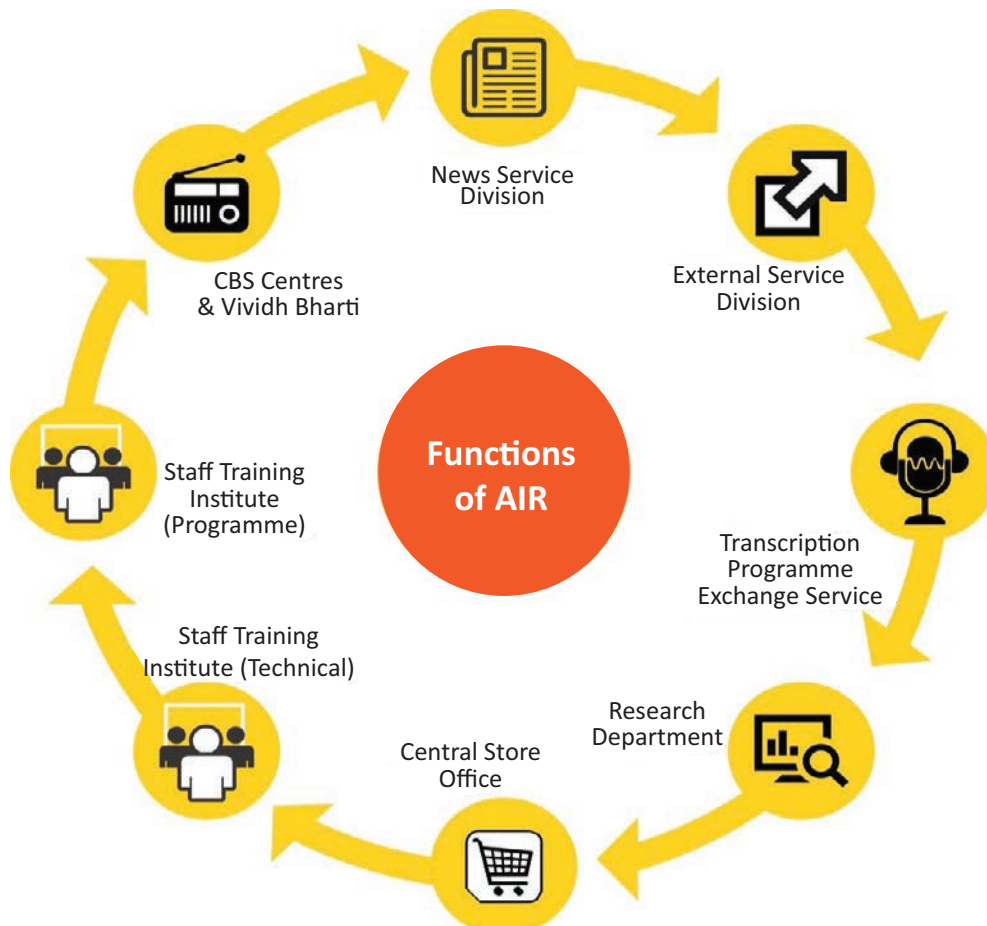 News Service
Division
External Service
Division
Transcription
Programme
Exchange Service
Research
Department
Central Store
Office
Staff Training
Institute (Technical)
Staff Training
Institute
(Programme)
CBS Centres
& Vividh Bharti
Functions
of AIR